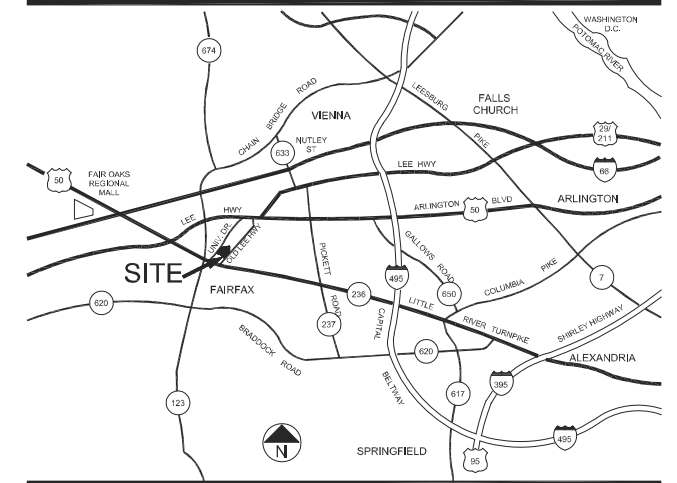 WASHINGTON
D.C.
POTOMAC RIVER
674
LEESBURG
PIKE
FALLS
CHURCH
CHAIN BRIDGE ROAD
VIENNA
29/
211
NUTLEY
ST
633
LEE HWY
66
50
FAIR OAKS
REGIONAL
MALL
ARLINGTON BLVD
50
ARLINGTON
LEE HWY
UNIV. DR.
OLD LEE HWY
PICKETT
ROAD
GALLOWS
ROAD
SITE
495
COLUMBIA PIKE
7
FAIRFAX
236
650
620
LITTLE
RIVER TURNPIKE
SHIRLEY HIGHWAY
237
CAPITAL
BELTWAY
BRADDOCK
ROAD
620
ALEXANDRIA
123
617
395
N
SPRINGFIELD
495
95